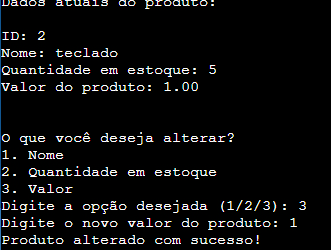 Dados atuais do produto:
ID: 2
Nome: teclado
Quantidade em estoque: 5
Valor do produto: 1.00
O que você deseja alterar?
1. Nome
2. Quantidade em estoque
3. Valor
Digite a opção desejada (1/2/3): 3
Digite o novo valor do produto: 1
Produto alterado com sucesso!